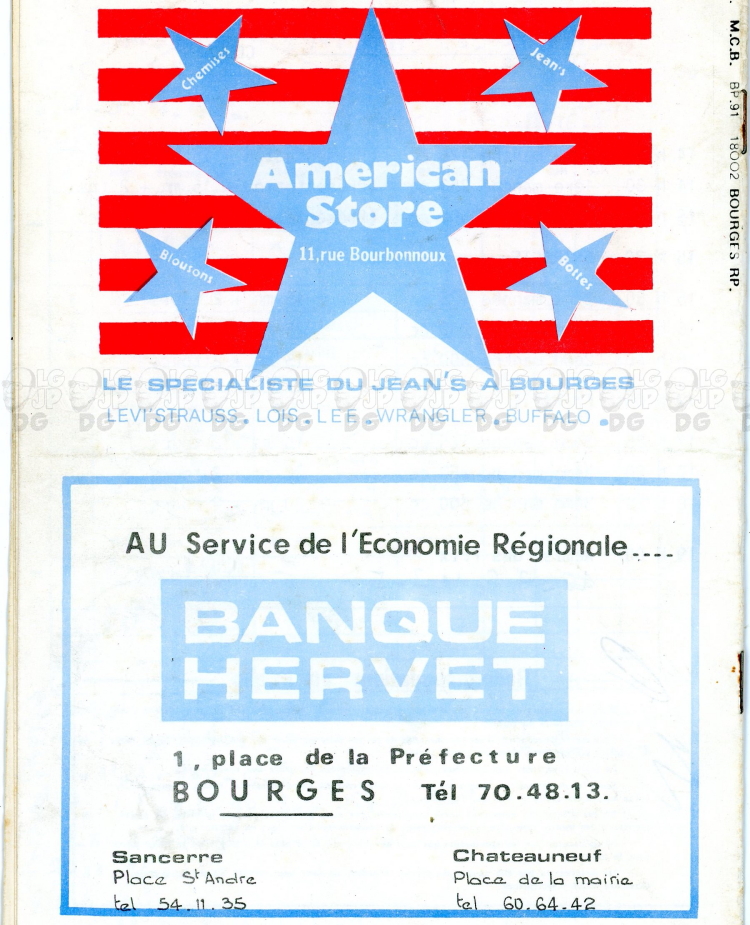 Chemises
Jean's
American
Store
11,rue Bourbonnoux
Blousons
Bottes
LE SPECIALISTE DU JEAN'S A BOURGES
LEVI'STRAUSS. LOIS. LEE. WRANGLER. BUFFALO.
M.C.B. BP.91 18002 BOURGES RP.
AU Service de l'Economie Régionale....
BANQUE
HERVET
1, place de la Préfecture
BOURGES Tél 70.48.13.
Sancerre
Place St Andre
tel 54.11.35
Chateauneuf
Place de la mairie
tel 60.64.42
LG JP DG